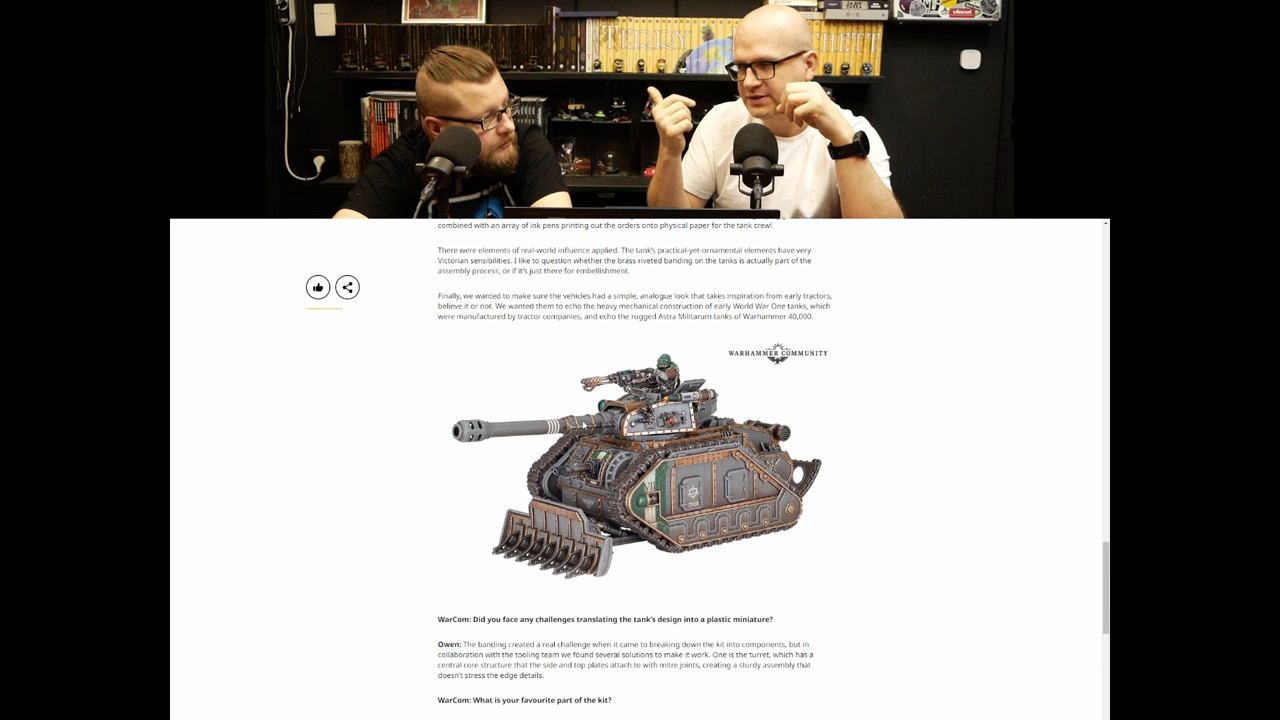 TERRY
combined with an array of ink pens printing out the orders onto physical paper for the tank crew!
There were elements of real-world influence applied. The tank's practical-yet-ornamental elements have very
Victorian sensibilities. I like to question whether the brass riveted banding on the tanks is actually part of the
assembly process, or if it's just there for embellishment.
Finally, we wanted to make sure the vehicles had a simple, analogue look that takes inspiration from early tractors,
believe it or not. We wanted them to echo the heavy mechanical construction of early World War One tanks, which
were manufactured by tractor companies, and echo the rugged Astra Militarum tanks of Warhammer 40,000.
WARHAMMER COMMUNITY
WarCom: Did you face any challenges translating the tank's design into a plastic miniature?
Owen: The banding created a real challenge when it came to breaking down the kit into components, but in
collaboration with the tooling team we found several solutions to make it work. One is the turret, which has a
central core structure that the side and top plates attach to with mitre joints, creating a sturdy assembly that
doesn't stress the edge details.
WarCom: What is your favourite part of the kit?